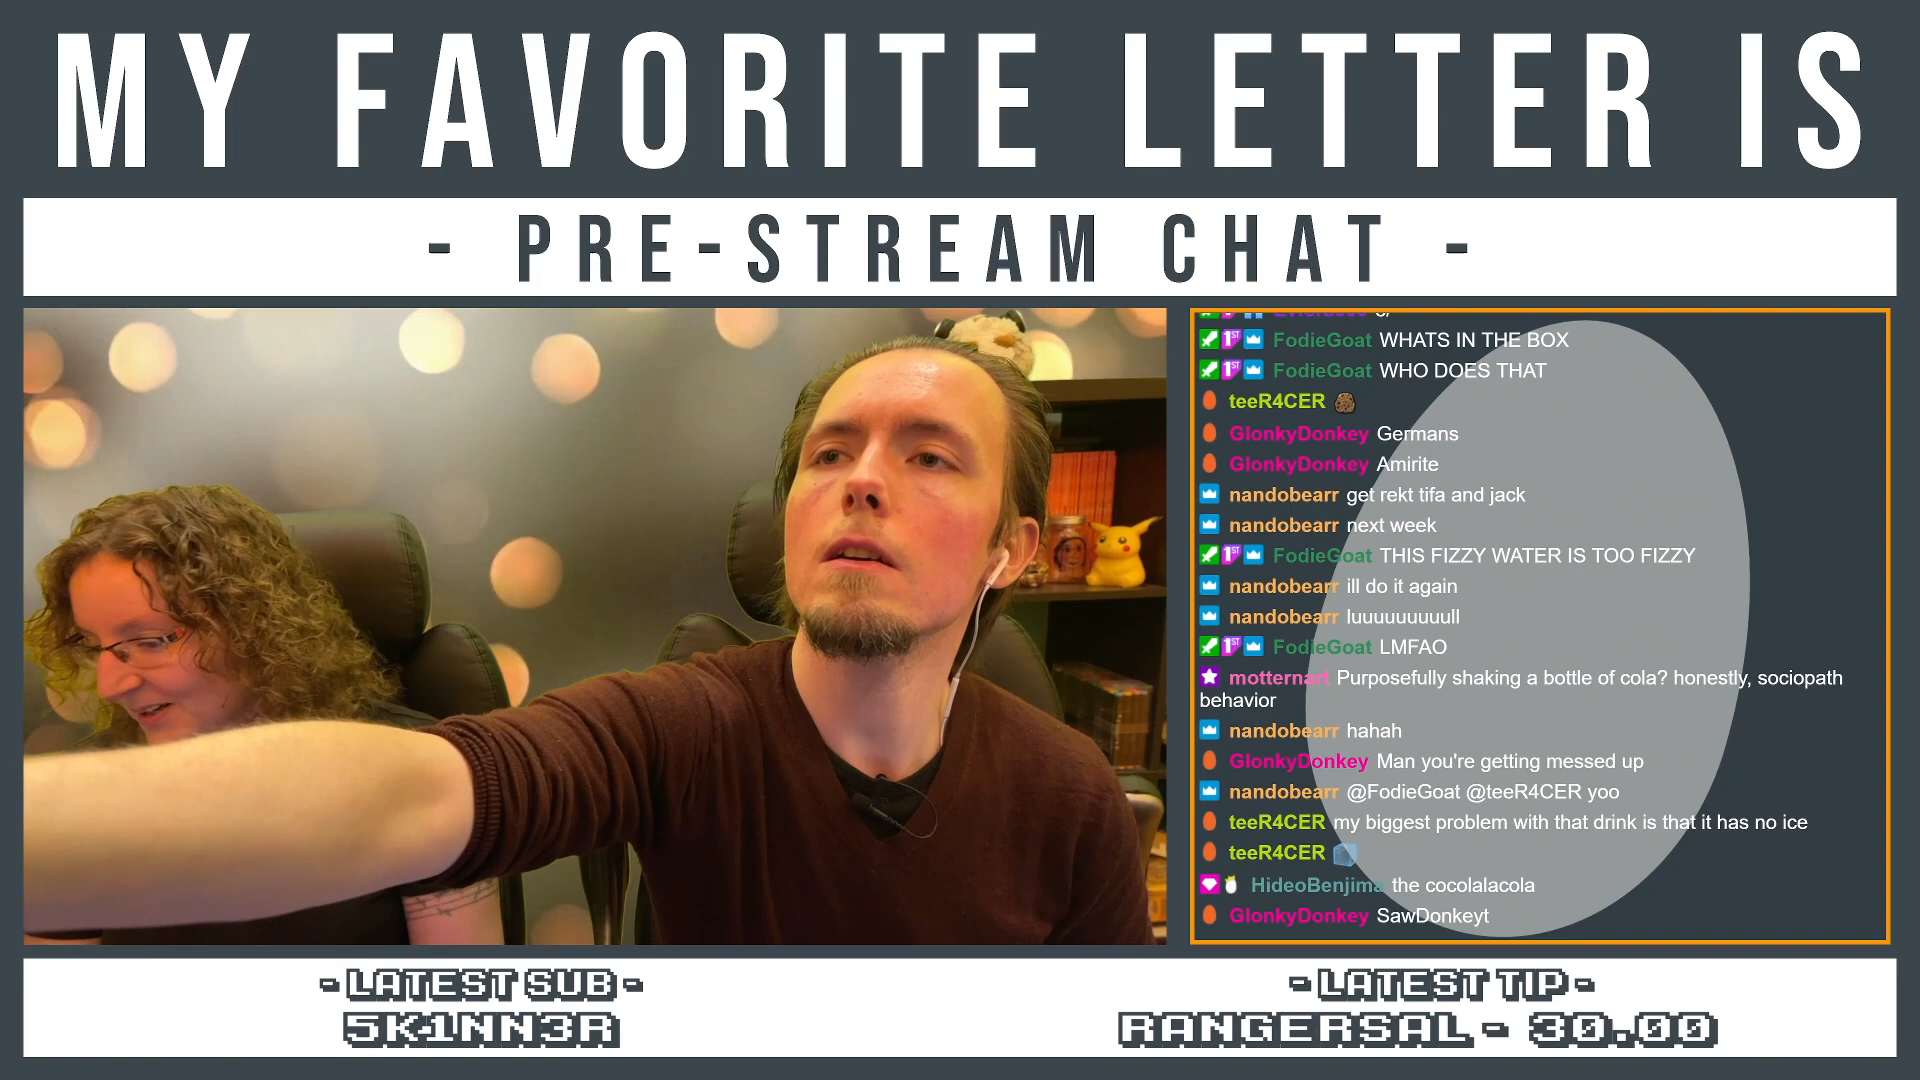 MY FAVORITE LETTER IS
- PRE-STREAM CHAT -
FodieGoat WHATS IN THE BOX
FodieGoat WHO DOES THAT
teeR4CER
GlonkyDonkey Germans
GlonkyDonkey Amirite
nandobearr get rekt tifa and jack
nandobearr next week
FodieGoat THIS FIZZY WATER IS TOO FIZZY
nandobearr ill do it again
nandobearr luuuuuuuuull
FodieGoat LMFAO
motternart Purposefully shaking a bottle of cola? honestly, sociopath
behavior
nandobearr hahah
GlonkyDonkey Man you're getting messed up
nandobearr @FodieGoat @teeR4CER yoo
teeR4CER my biggest problem with that drink is that it has no ice
teeR4CER
HideoBenjima the cocolalacola
GlonkyDonkey SawDonkeyt
- LATEST SUB -
5K1NN3R
- LATEST TIP -
RANGERSAL - 30.00